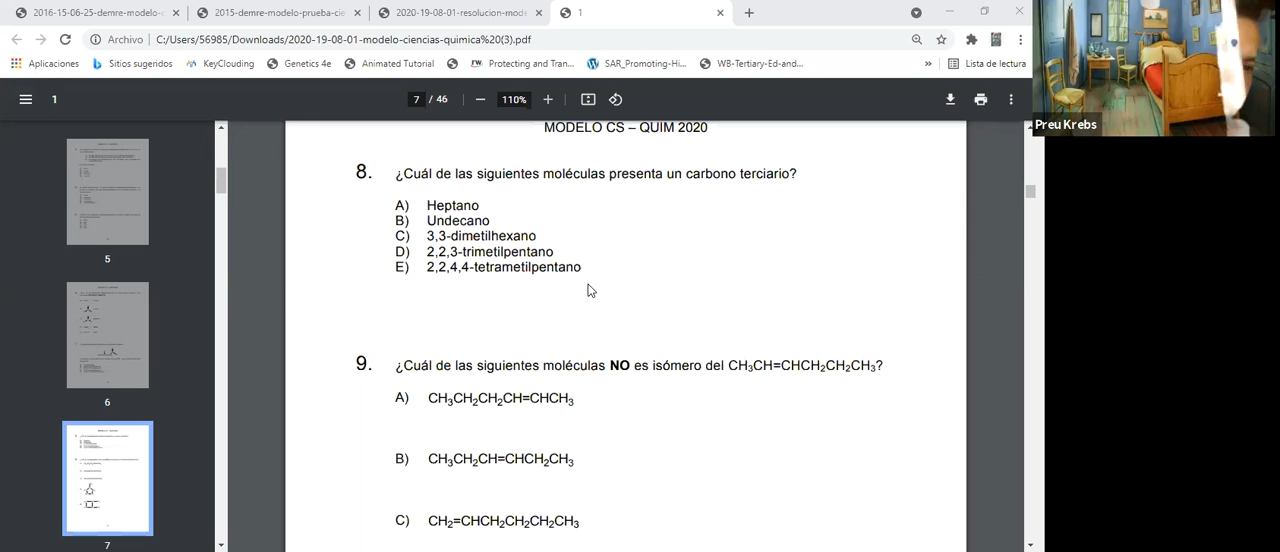 2016-15-06-25-demre-modelo-c
2015-demre-modelo-prueba-cie
2020-19-08-01-resolucion-mode
1
Archivo
C:/Users/56985/Downloads/2020-19-08-01-modelo-ciencias-quimica%20(3).pdf
Aplicaciones
Sitios sugeridos
KeyClouding
Genetics 4e
Animated Tutorial
Protecting and Tran...
SAR_Promoting-Hi...
WB-Tertiary-Ed-and...
»
Lista de lectura
Preu Krebs
1
7 / 46
110%
5
6
7
MODELO CS – QUIM 2020
8. ¿Cuál de las siguientes moléculas presenta un carbono terciario?
A) Heptano
B) Undecano
C) 3,3-dimetilhexano
D) 2,2,3-trimetilpentano
E) 2,2,4,4-tetrametilpentano
9. ¿Cuál de las siguientes moléculas NO es isómero del CH₃CH=CHCH₂CH₂CH₃?
A) CH₃CH₂CH₂CH=CHCH₃
B) CH₃CH₂CH=CHCH₂CH₃
C) CH₂=CHCH₂CH₂CH₂CH₃